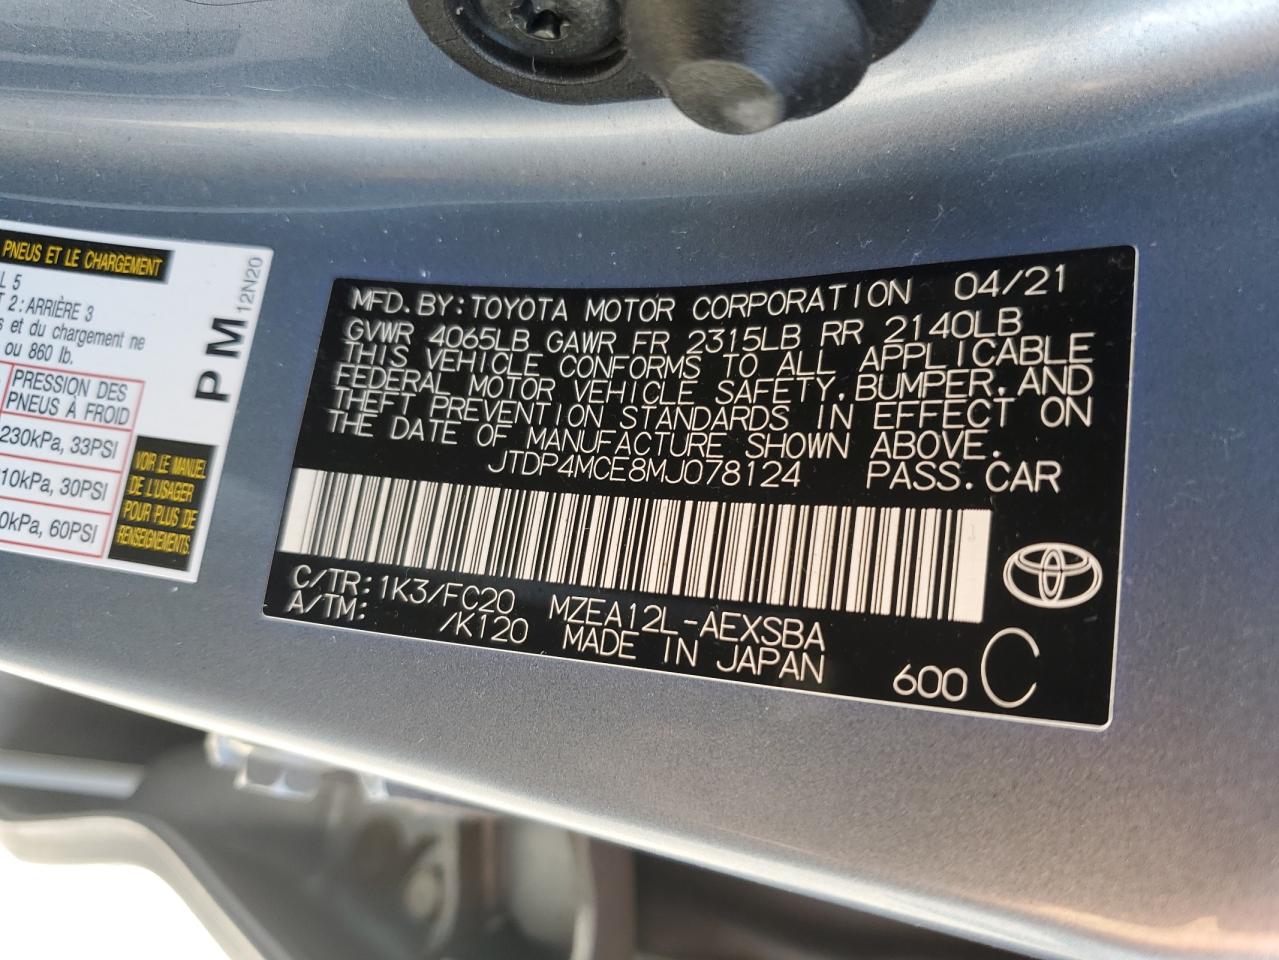 PNEUS ET LE CHARGEMENT
L 5
T 2 : ARRIÈRE 3
s et du chargement ne
ou 860 lb.
PRESSION DES
PNEUS À FROID
230kPa, 33PSI
10kPa, 30PSI
0kPa, 60PSI
VOIR LE MANUEL
DE L'USAGER
POUR PLUS DE
RENSEIGNEMENTS
PM 12N20
MFD. BY: TOYOTA MOTOR CORPORATION 04/21
GVWR 4065LB GAWR FR 2315LB RR 2140LB
THIS VEHICLE CONFORMS TO ALL APPLICABLE
FEDERAL MOTOR VEHICLE SAFETY, BUMPER, AND
THEFT PREVENTION STANDARDS IN EFFECT ON
THE DATE OF MANUFACTURE SHOWN ABOVE.
JTDP4MCE8MJ078124 PASS. CAR
C/TR: 1K3/FC20 MZEA12L-AEXSBA
A/TM: /K120 MADE IN JAPAN 600 C